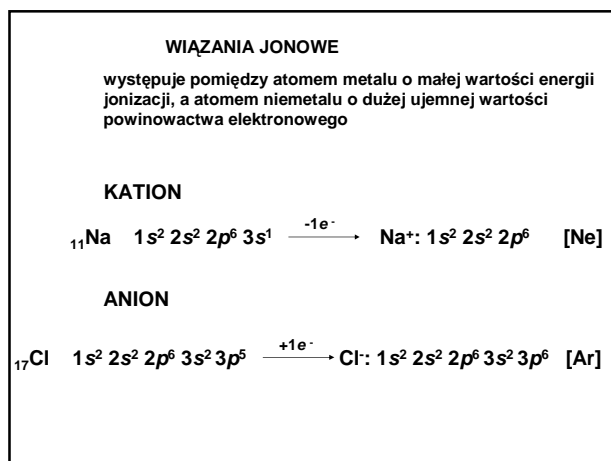 WIĄZANIA JONOWE
występuje pomiędzy atomem metalu o małej wartości energii
jonizacji, a atomem niemetalu o dużej ujemnej wartości
powinowactwa elektronowego
KATION
₁₁Na 1s² 2s² 2p⁶ 3s¹ -1e⁻ → Na⁺: 1s² 2s² 2p⁶ [Ne]
ANION
₁₇Cl 1s² 2s² 2p⁶ 3s² 3p⁵ +1e⁻ → Cl⁻: 1s² 2s² 2p⁶ 3s² 3p⁶ [Ar]